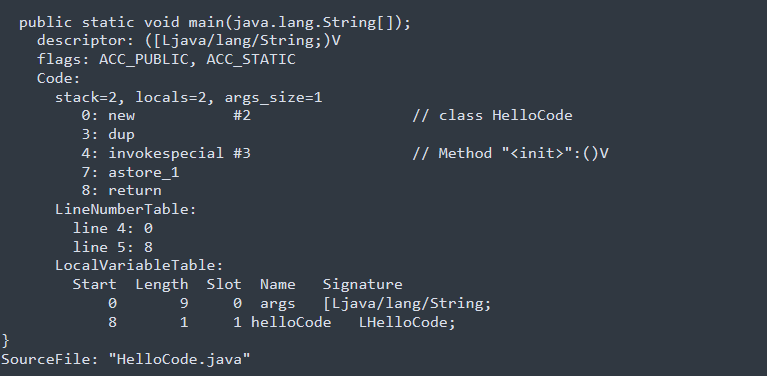 public static void main(java.lang.String[]);
descriptor: ([Ljava/lang/String;)V
flags: ACC_PUBLIC, ACC_STATIC
Code:
stack=2, locals=2, args_size=1
0: new #2 // class HelloCode
3: dup
4: invokespecial #3 // Method "<init>":()V
7: astore_1
8: return
LineNumberTable:
line 4: 0
line 5: 8
LocalVariableTable:
Start Length Slot Name Signature
0 9 0 args [Ljava/lang/String;
8 1 1 helloCode LHelloCode;
}
SourceFile: "HelloCode.java"